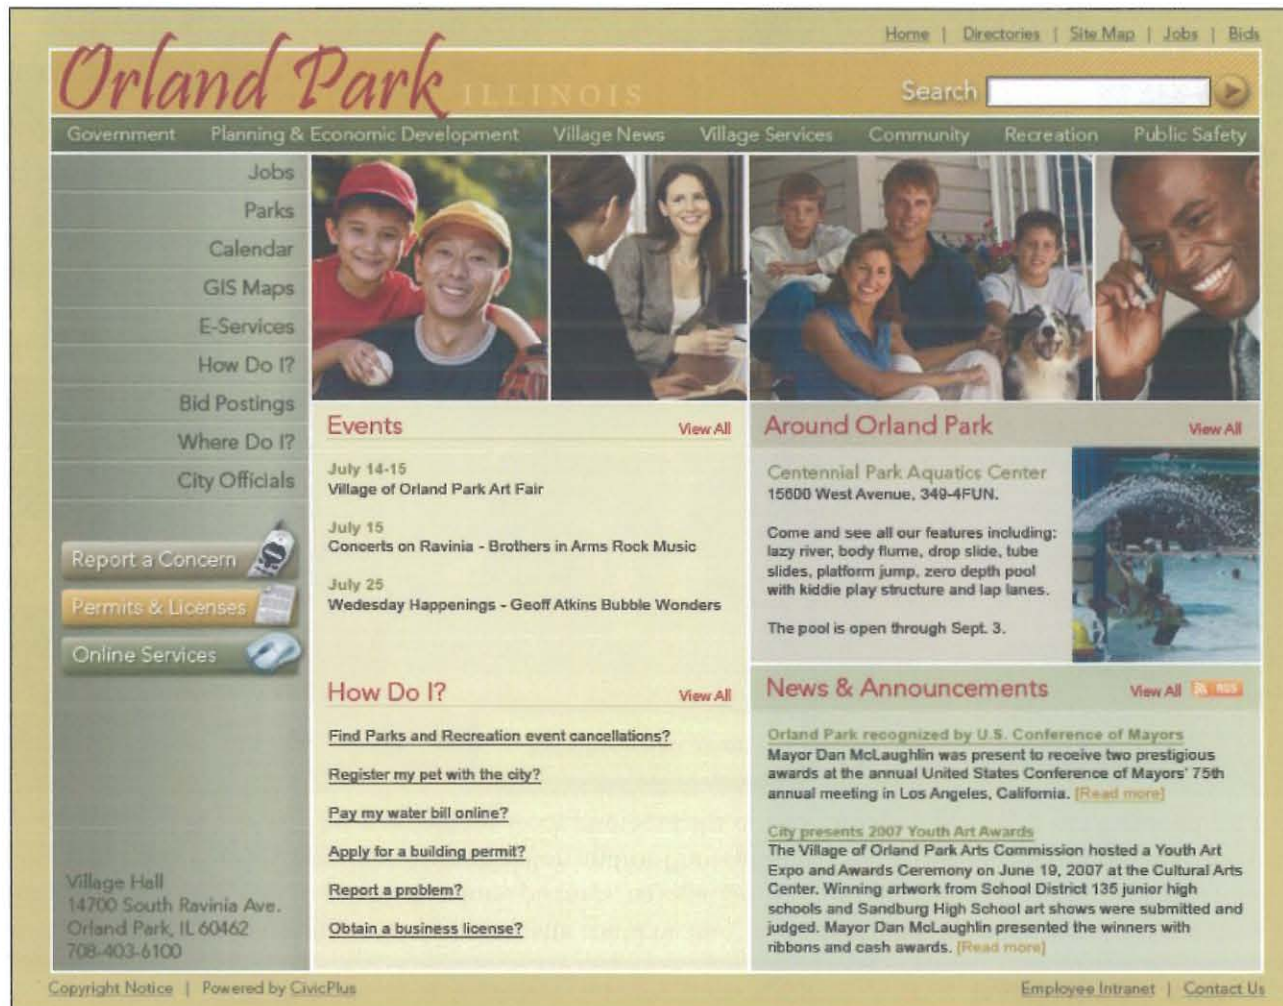 Home | Directories | Site Map | Jobs | Bids
Orland Park ILLINOIS
Search
Government Planning & Economic Development Village News Village Services Community Recreation Public Safety
Jobs
Parks
Calendar
GIS Maps
E-Services
How Do I?
Bid Postings
Where Do I?
City Officials
Report a Concern
Permits & Licenses
Online Services
Village Hall
14700 South Ravinia Ave.
Orland Park, IL 60462
708-403-6100
Events View All
July 14-15
Village of Orland Park Art Fair
July 15
Concerts on Ravinia - Brothers in Arms Rock Music
July 25
Wedesday Happenings - Geoff Atkins Bubble Wonders
How Do I? View All
Find Parks and Recreation event cancellations?
Register my pet with the city?
Pay my water bill online?
Apply for a building permit?
Report a problem?
Obtain a business license?
Around Orland Park View All
Centennial Park Aquatics Center
15600 West Avenue, 349-4FUN.
Come and see all our features including:
lazy river, body flume, drop slide, tube
slides, platform jump, zero depth pool
with kiddie play structure and lap lanes.
The pool is open through Sept. 3.
News & Announcements View All RSS
Orland Park recognized by U.S. Conference of Mayors
Mayor Dan McLaughlin was present to receive two prestigious
awards at the annual United States Conference of Mayors' 75th
annual meeting in Los Angeles, California. [Read more]
City presents 2007 Youth Art Awards
The Village of Orland Park Arts Commission hosted a Youth Art
Expo and Awards Ceremony on June 19, 2007 at the Cultural Arts
Center. Winning artwork from School District 135 junior high
schools and Sandburg High School art shows were submitted and
judged. Mayor Dan McLaughlin presented the winners with
ribbons and cash awards. [Read more]
Copyright Notice | Powered by CivicPlus
Employee Intranet | Contact Us